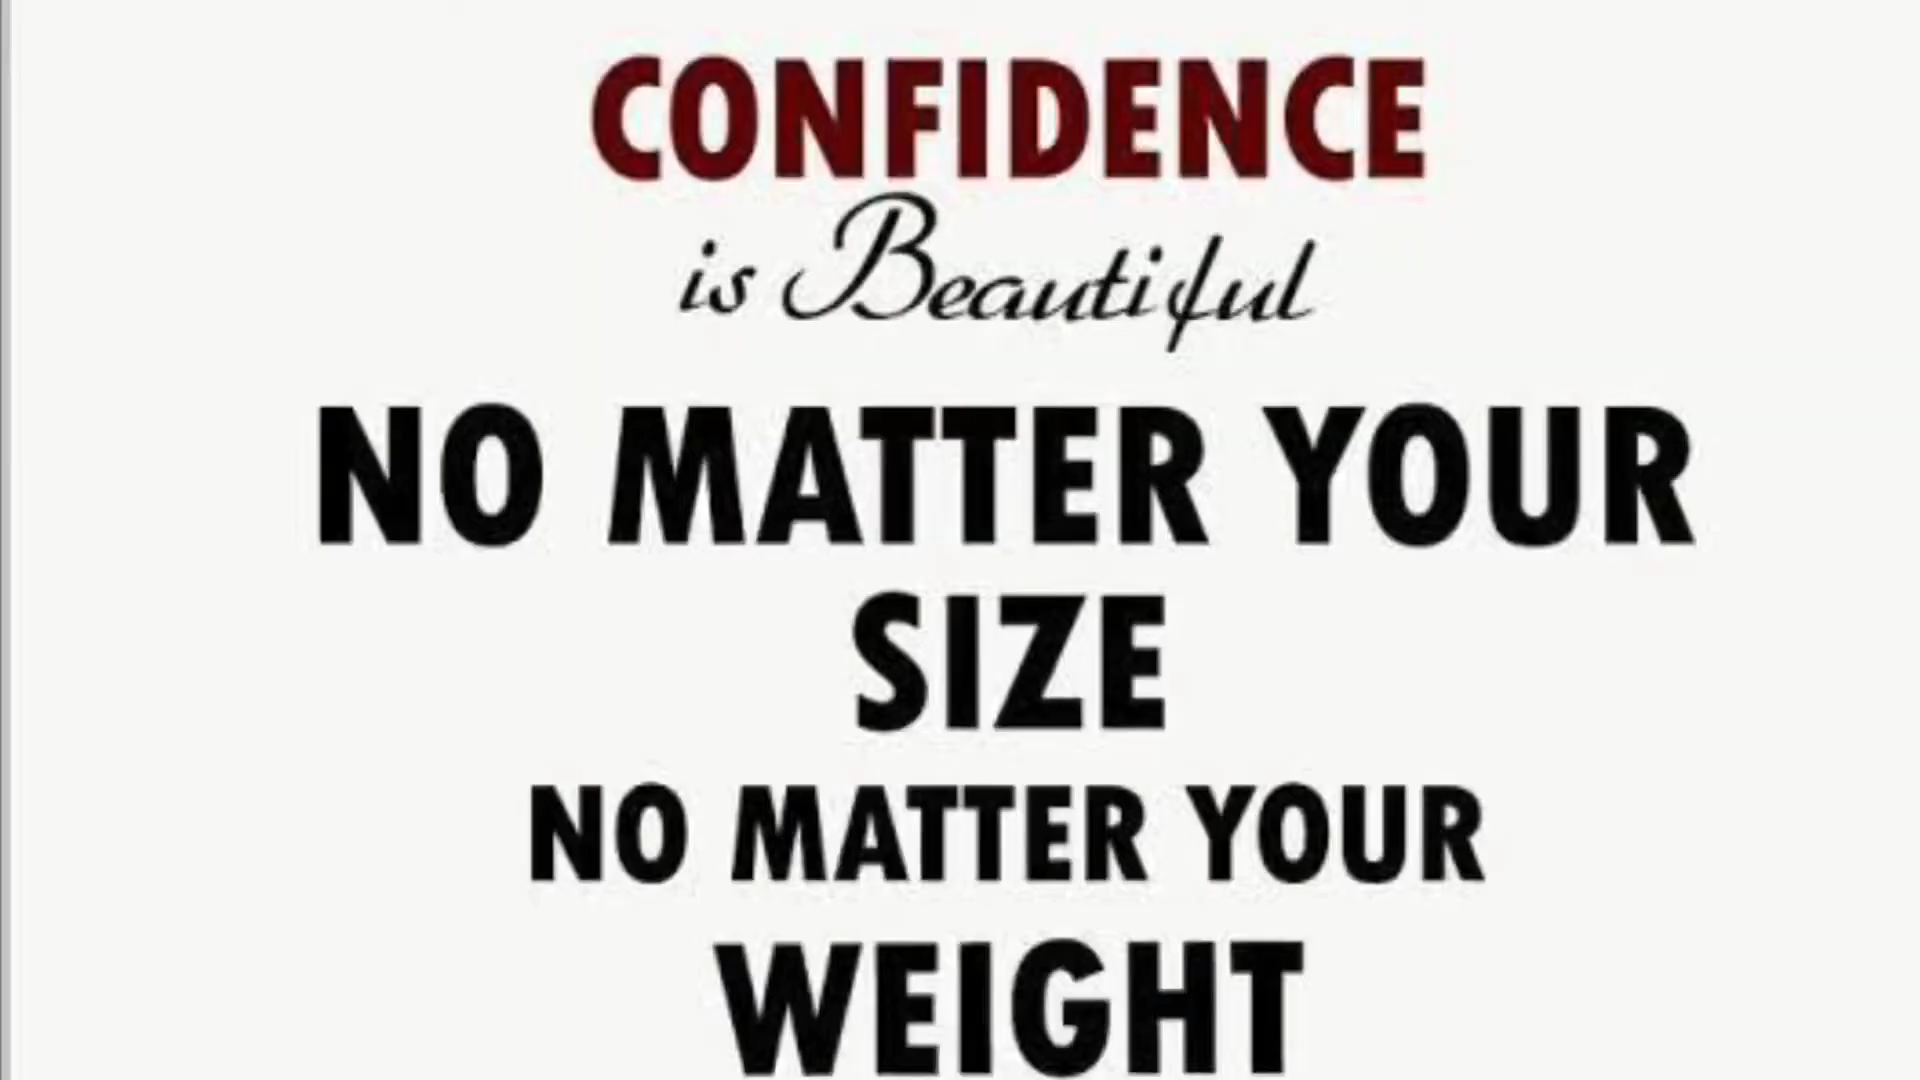 CONFIDENCE
is Beautiful
NO MATTER YOUR
SIZE
NO MATTER YOUR
WEIGHT